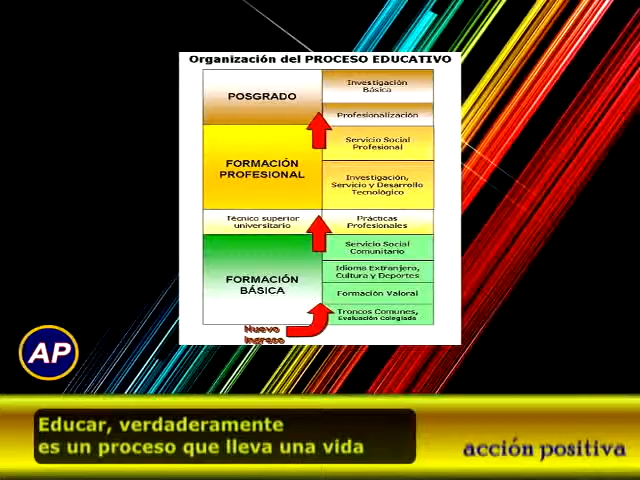 Organización del PROCESO EDUCATIVO
POSGRADO
Investigación
Básica
Profesionalización
FORMACIÓN
PROFESIONAL
Servicio Social
Profesional
Investigación,
Servicio y Desarrollo
Tecnológico
Técnico superior
universitario
Prácticas
Profesionales
FORMACIÓN
BÁSICA
Servicio Social
Comunitario
Idioma Extranjero,
Cultura y Deportes
Formación Valoral
Troncos Comunes,
Evaluación Colegiada
Nuevo
Ingreso
AP
Educar, verdaderamente
es un proceso que lleva una vida
acción positiva